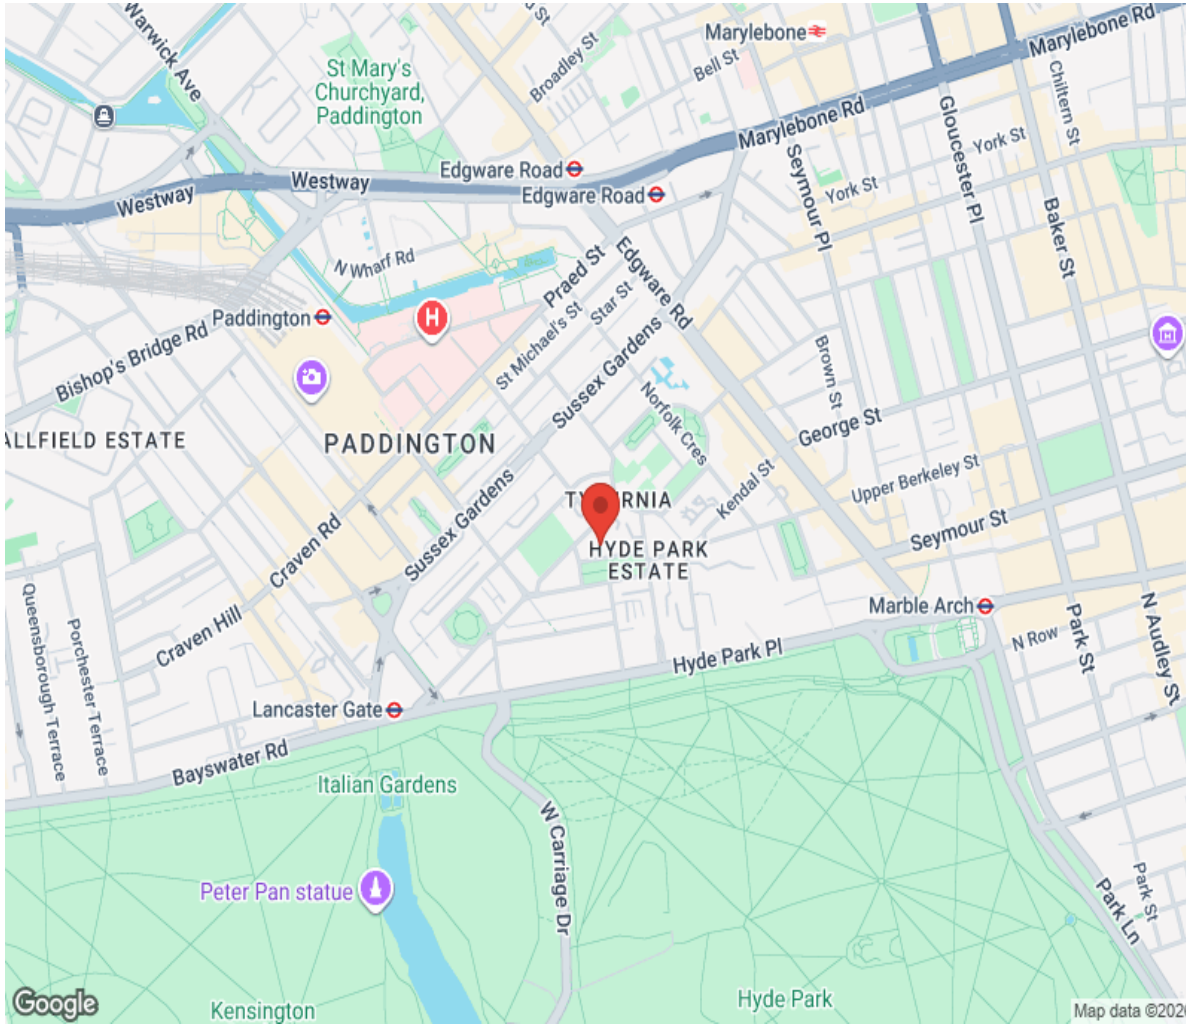 Warwick Ave
St Mary's
Churchyard,
Paddington
Broadley St
Marylebone
Bell St
Marylebone Rd
Chiltern St
Gloucester Pl
York St
Marylebone Rd
Seymour Pl
York St
Baker St
Edgware Road
Edgware Road
Westway
Westway
N Wharf Rd
Praed St
Edgware Rd
Star St
St Michael's St
Paddington
H
Bishop's Bridge Rd
Sussex Gardens
Norfolk Cres
Brown St
George St
ALLFIELD ESTATE
PADDINGTON
Upper Berkeley St
Kendal St
Seymour St
Sussex Gardens
Craven Rd
HYDE PARK
ESTATE
Marble Arch
Craven Hill
Queensborough Terrace
Porchester Terrace
N Row
Park St
N Audley St
Hyde Park Pl
Lancaster Gate
Bayswater Rd
Italian Gardens
W Carriage Dr
Peter Pan statue
Park St
Park Ln
Kensington
Hyde Park
Google
Map data ©2026